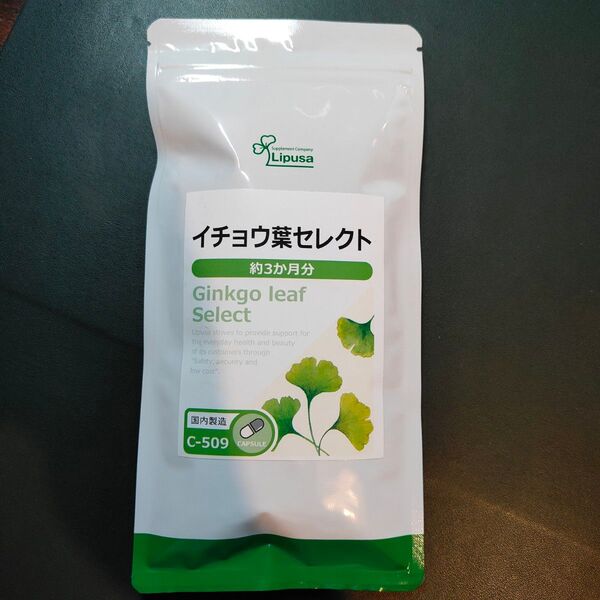 Supplement Company
Lipusa
イチョウ葉セレクト
約3か月分
Ginkgo leaf
Select
Lipusa strives to provide support for
the everyday health and beauty
of its customers through
"Safety, security and
low cost".
国内製造
C-509
CAPSULE